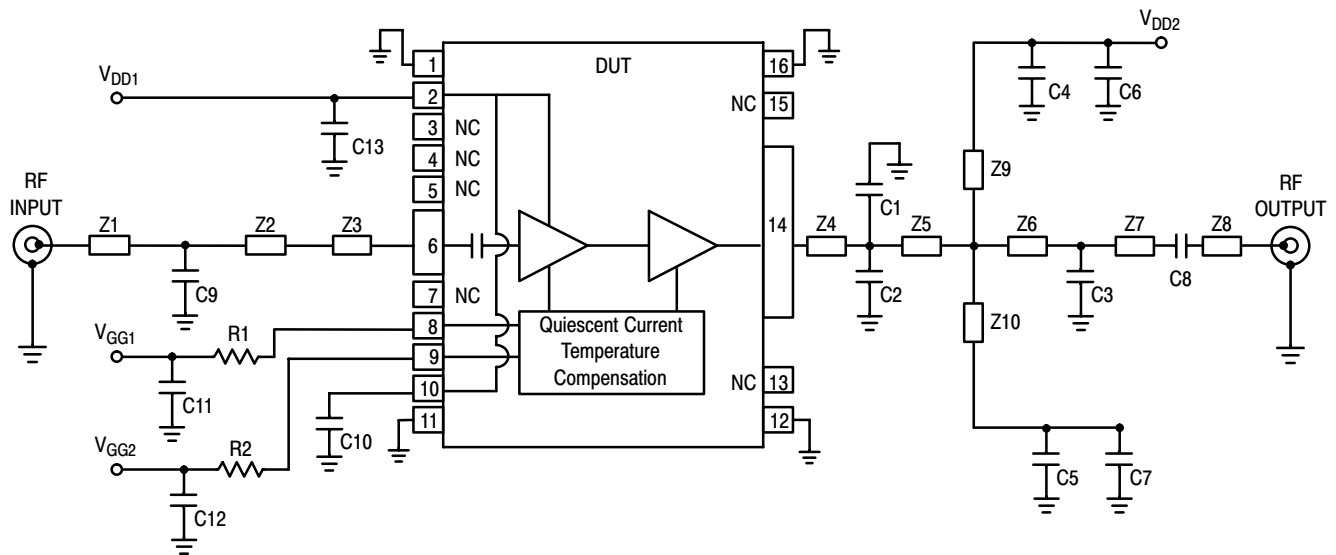 V_DD2
DUT
1
16
V_DD1
2
NC 15
C4
C6
3 NC
C13
4 NC
Z9
RF
INPUT
5 NC
C1
RF
OUTPUT
Z1
Z2
Z3
6
14
Z4
Z5
Z6
Z7
Z8
C9
C2
C3
C8
7 NC
Z10
V_GG1
R1
8
Quiescent Current
Temperature
Compensation
9
C11
10
NC 13
V_GG2
R2
C10
11
12
C5
C7
C12